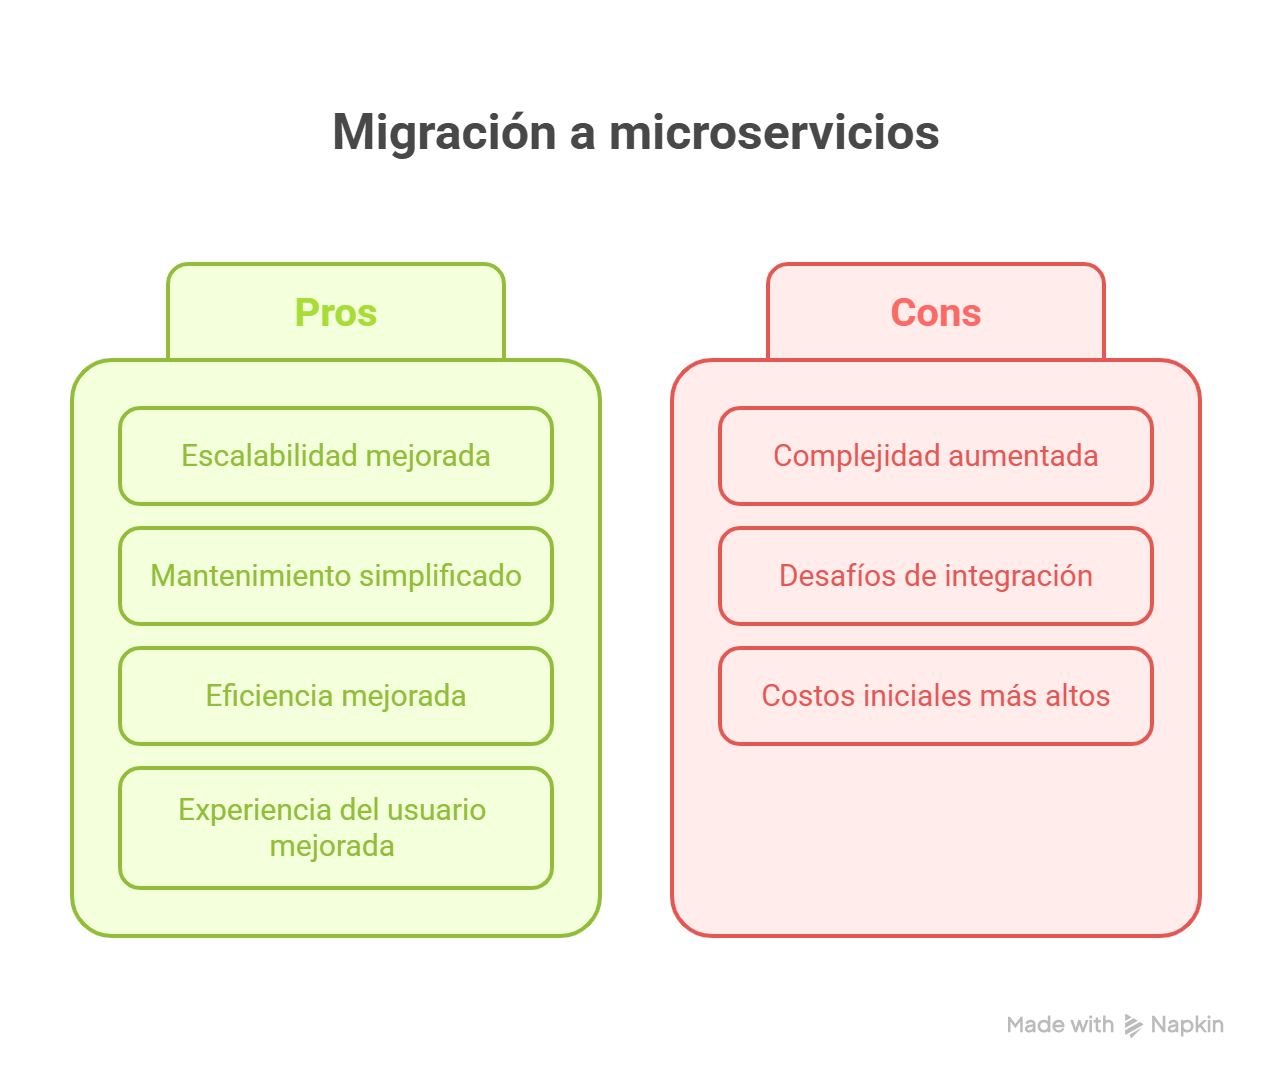 Migración a microservicios
Pros
Escalabilidad mejorada
Mantenimiento simplificado
Eficiencia mejorada
Experiencia del usuario
mejorada
Cons
Complejidad aumentada
Desafíos de integración
Costos iniciales más altos
Made with Napkin